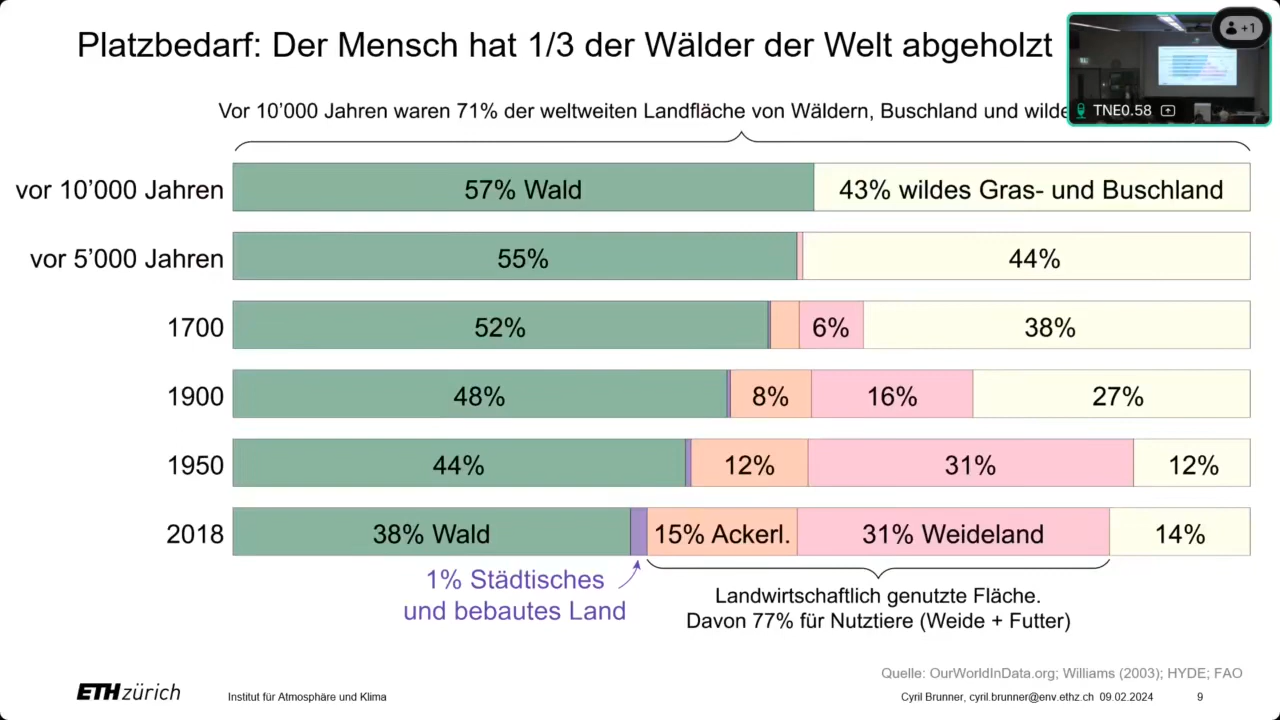 Platzbedarf: Der Mensch hat 1/3 der Wälder der Welt abgeholzt
+1
TNE0.58
Vor 10’000 Jahren waren 71% der weltweiten Landfläche von Wäldern, Buschland und wilde
vor 10’000 Jahren 57% Wald 43% wildes Gras- und Buschland
vor 5’000 Jahren 55% 44%
1700 52% 6% 38%
1900 48% 8% 16% 27%
1950 44% 12% 31% 12%
2018 38% Wald 15% Ackerl. 31% Weideland 14%
1% Städtisches
und bebautes Land
Landwirtschaftlich genutzte Fläche.
Davon 77% für Nutztiere (Weide + Futter)
Quelle: OurWorldInData.org; Williams (2003); HYDE; FAO
ETH zürich Institut für Atmosphäre und Klima Cyril Brunner, cyril.brunner@env.ethz.ch 09.02.2024 9